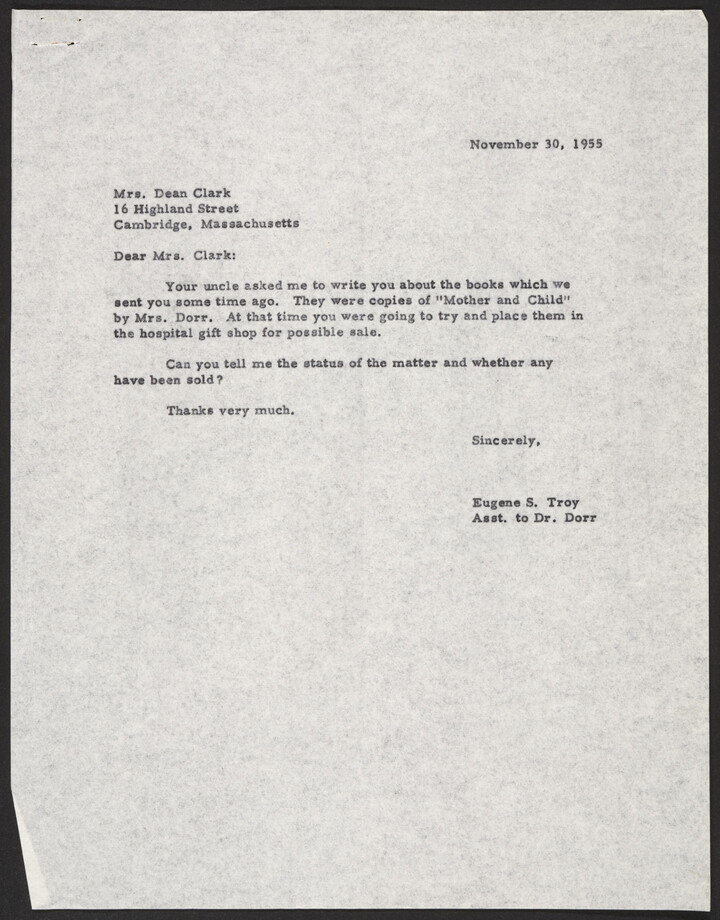 November 30, 1955
Mrs. Dean Clark
16 Highland Street
Cambridge, Massachusetts
Dear Mrs. Clark:
Your uncle asked me to write you about the books which we
sent you some time ago. They were copies of "Mother and Child"
by Mrs. Dorr. At that time you were going to try and place them in
the hospital gift shop for possible sale.
Can you tell me the status of the matter and whether any
have been sold?
Thanks very much.
Sincerely,
Eugene S. Troy
Asst. to Dr. Dorr